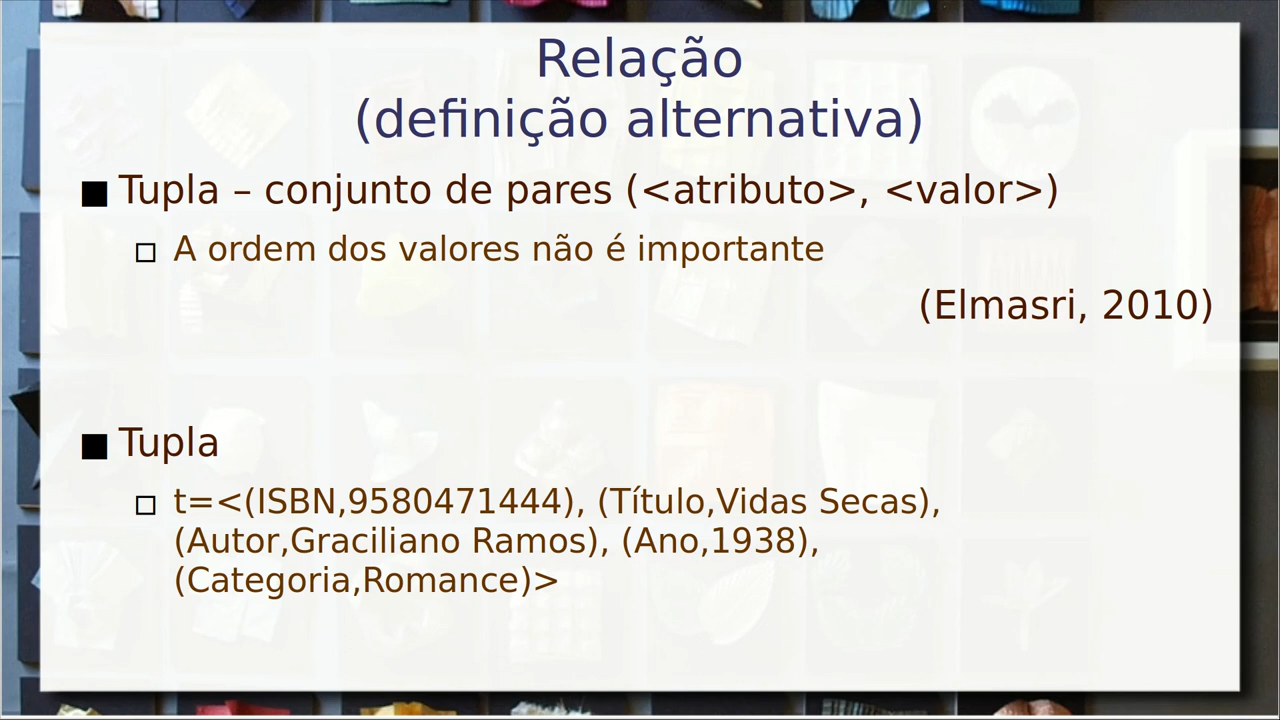 Relação
(definição alternativa)
■ Tupla – conjunto de pares (<atributo>, <valor>)
□ A ordem dos valores não é importante
(Elmasri, 2010)
■ Tupla
□ t=<(ISBN,9580471444), (Título,Vidas Secas),
(Autor,Graciliano Ramos), (Ano,1938),
(Categoria,Romance)>